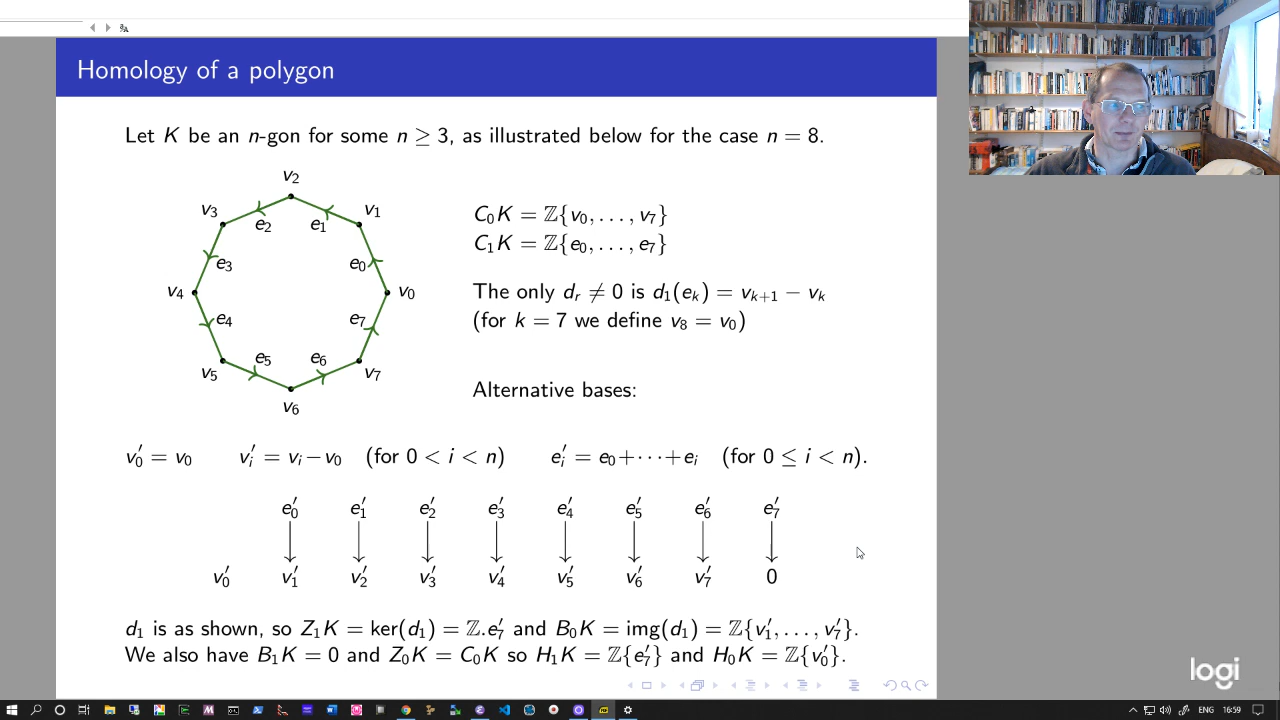 Homology of a polygon
Let K be an n-gon for some n ≥ 3, as illustrated below for the case n = 8.
v₂
v₃ v₁
e₂ e₁
e₃ e₀
v₄ v₀
e₄ e₇
e₅ e₆
v₅ v₇
v₆
C₀K = ℤ{v₀, . . . , v₇}
C₁K = ℤ{e₀, . . . , e₇}
The only dᵣ ≠ 0 is d₁(eₖ) = vₖ₊₁ − vₖ
(for k = 7 we define v₈ = v₀)
Alternative bases:
v′₀ = v₀ v′ᵢ = vᵢ−v₀ (for 0 < i < n) e′ᵢ = e₀+· · ·+eᵢ (for 0 ≤ i < n).
e′₀ e′₁ e′₂ e′₃ e′₄ e′₅ e′₆ e′₇
v′₀ v′₁ v′₂ v′₃ v′₄ v′₅ v′₆ v′₇ 0
d₁ is as shown, so Z₁K = ker(d₁) = ℤ.e′₇ and B₀K = img(d₁) = ℤ{v′₁, . . . , v′₇}.
We also have B₁K = 0 and Z₀K = C₀K so H₁K = ℤ{e′₇} and H₀K = ℤ{v′₀}.
logi
ENG 16:59